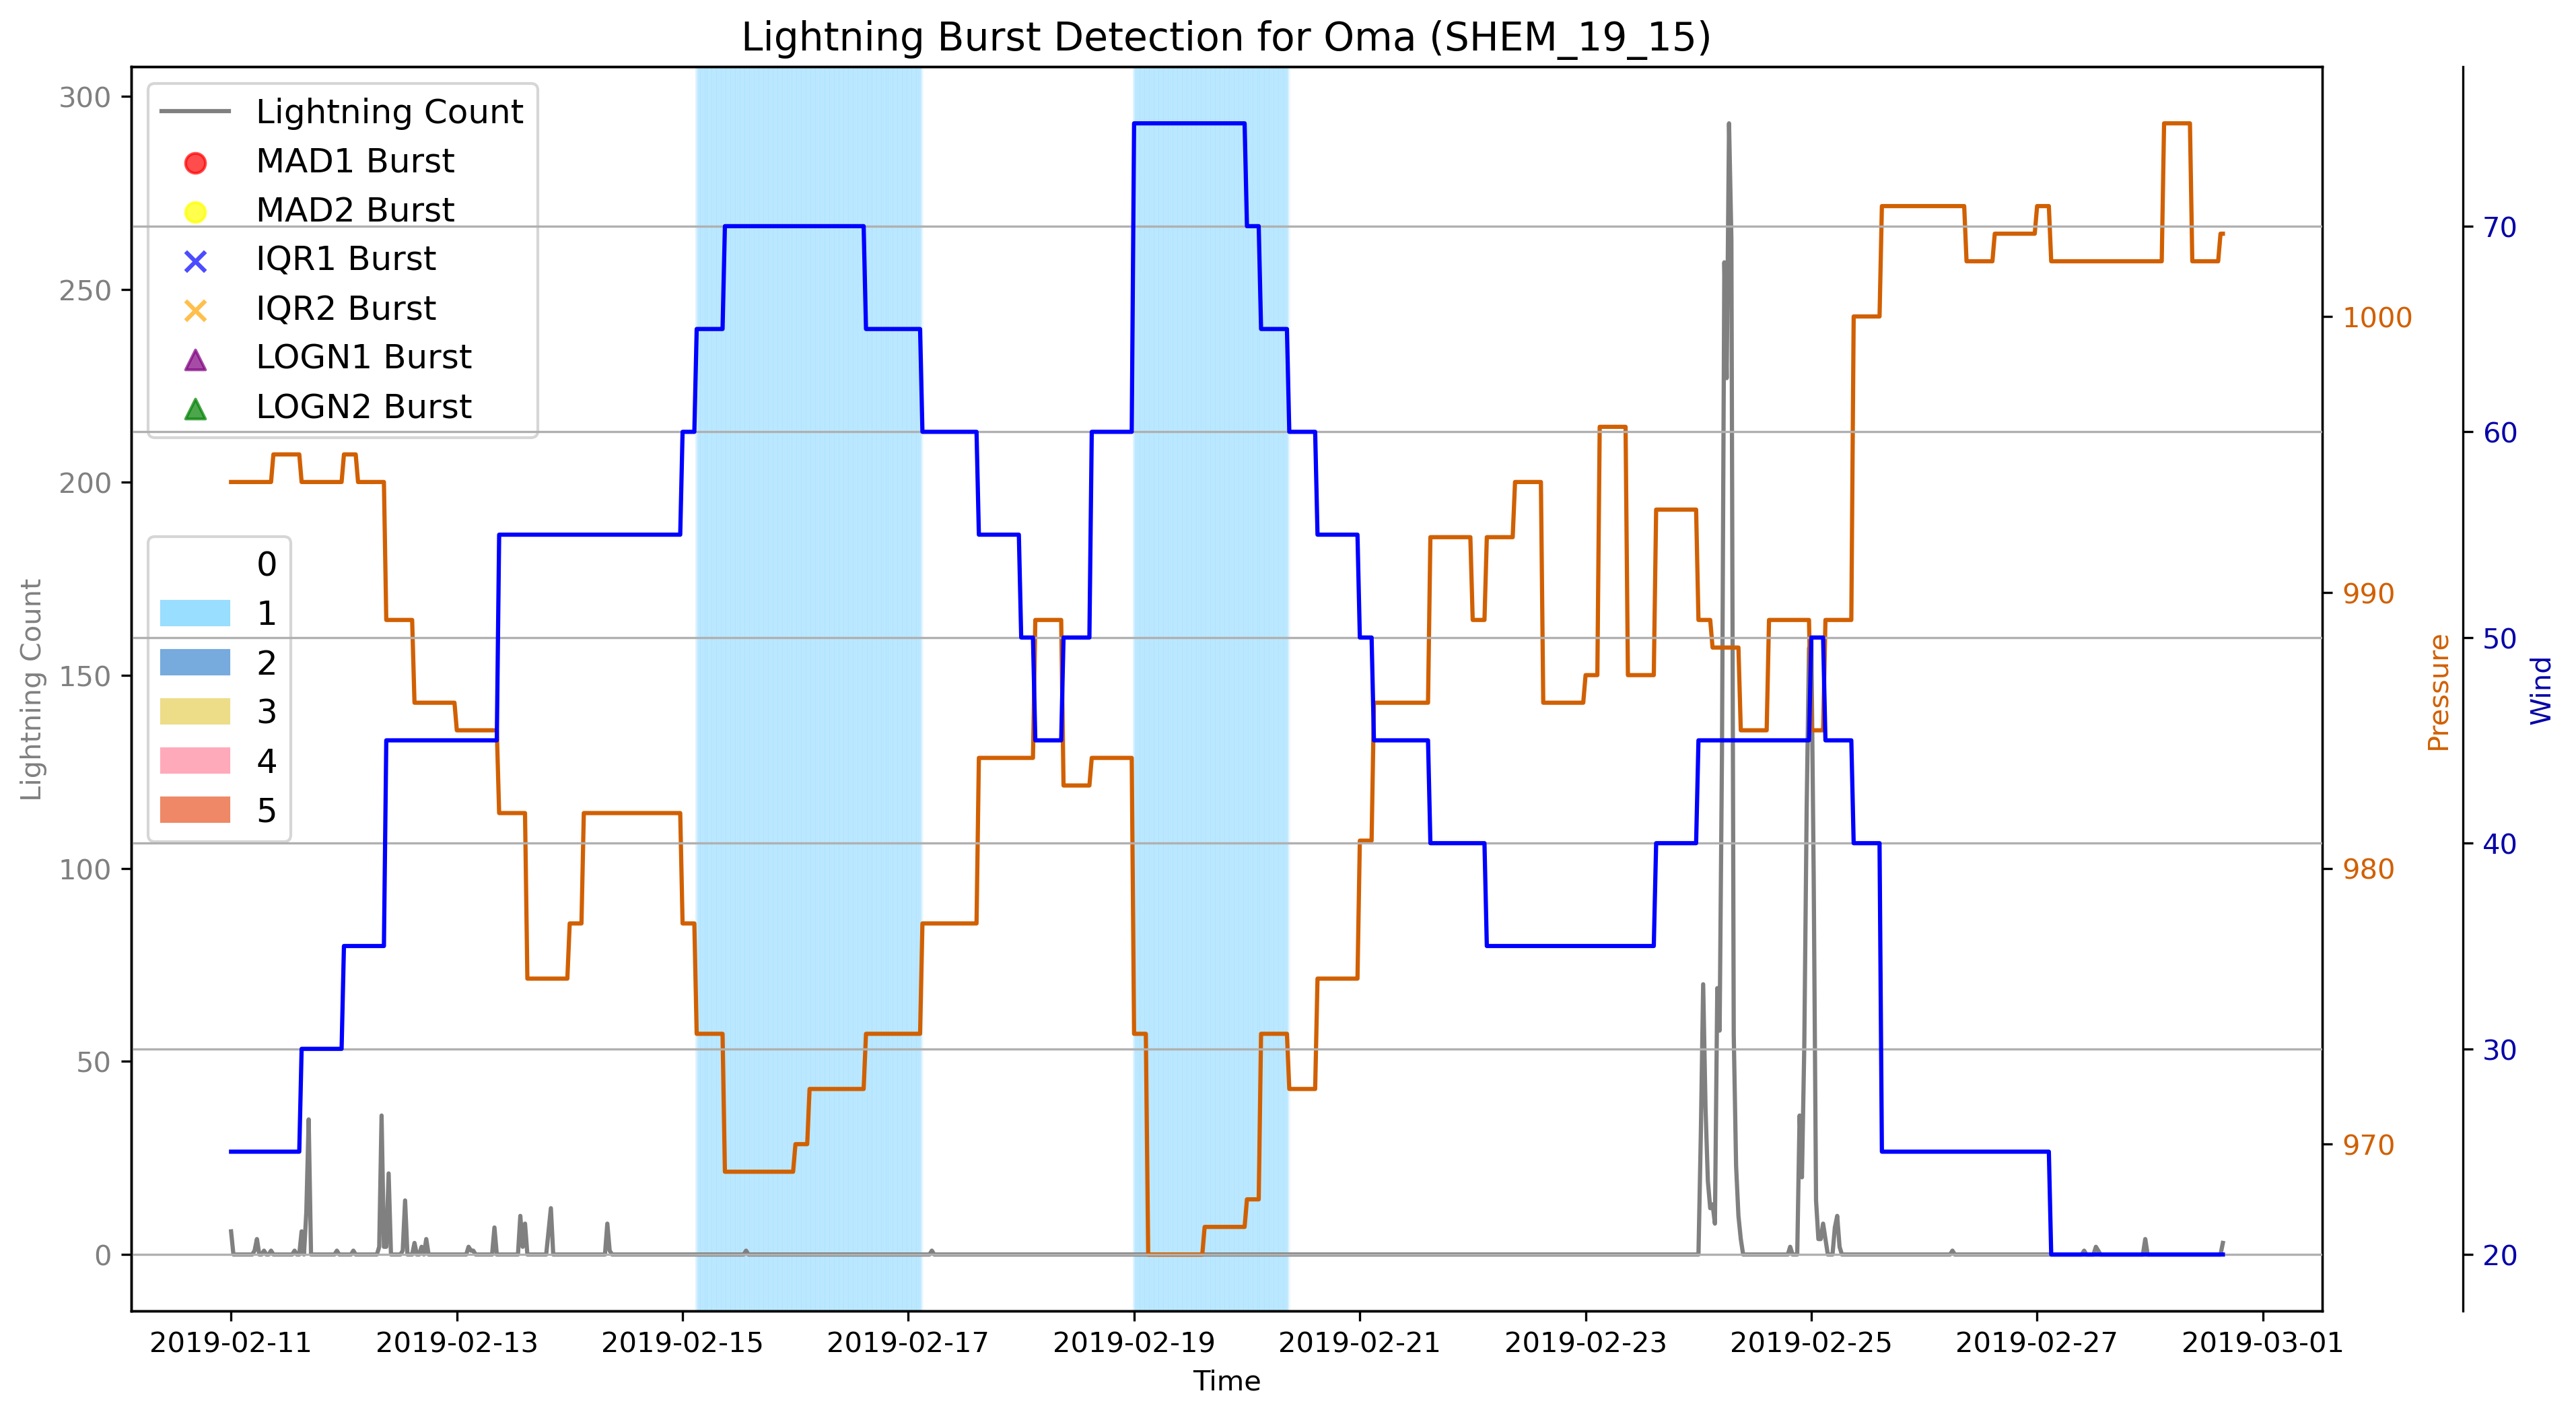 Lightning Burst Detection for Oma (SHEM_19_15)
Lightning Count
MAD1 Burst
MAD2 Burst
IQR1 Burst
IQR2 Burst
LOGN1 Burst
LOGN2 Burst
0
1
2
3
4
5
300
250
200
150
100
50
0
Lightning Count
1000
990
980
970
Pressure
70
60
50
40
30
20
Wind
2019-02-11
2019-02-13
2019-02-15
2019-02-17
2019-02-19
2019-02-21
2019-02-23
2019-02-25
2019-02-27
2019-03-01
Time